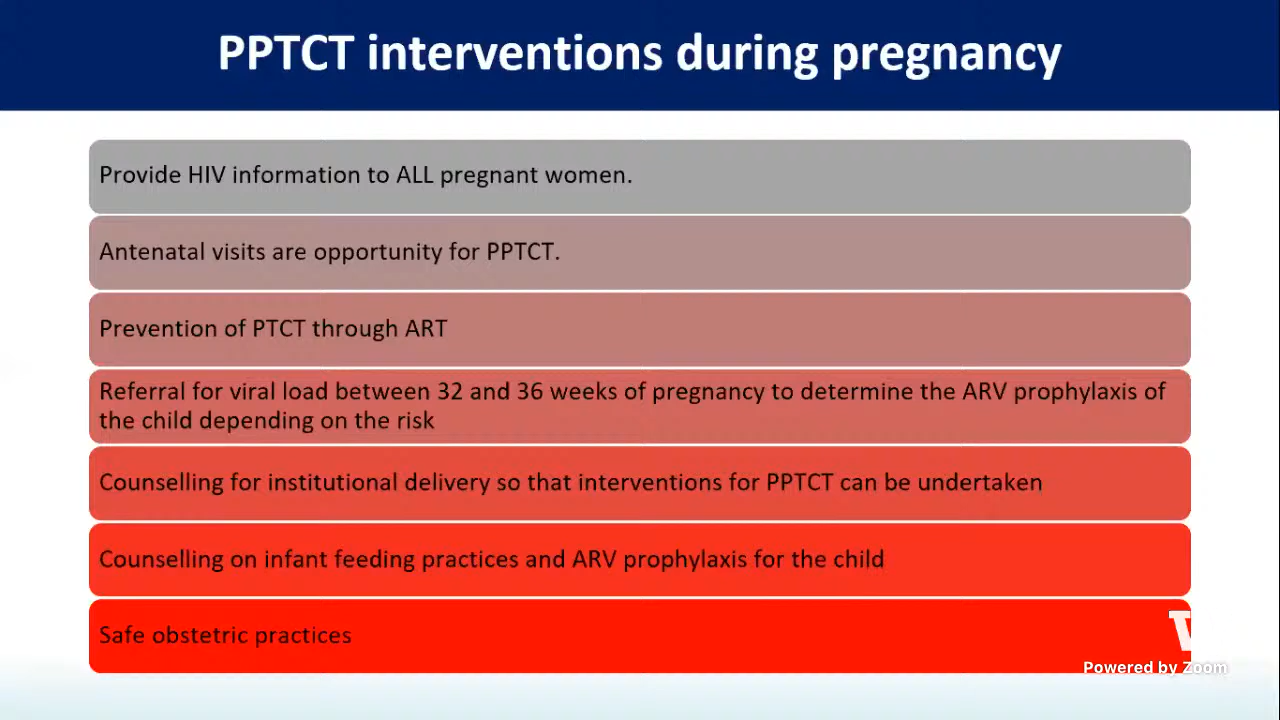 PPTCT interventions during pregnancy
Provide HIV information to ALL pregnant women.
Antenatal visits are opportunity for PPTCT.
Prevention of PTCT through ART
Referral for viral load between 32 and 36 weeks of pregnancy to determine the ARV prophylaxis of
the child depending on the risk
Counselling for institutional delivery so that interventions for PPTCT can be undertaken
Counselling on infant feeding practices and ARV prophylaxis for the child
Safe obstetric practices
Powered by Zoom